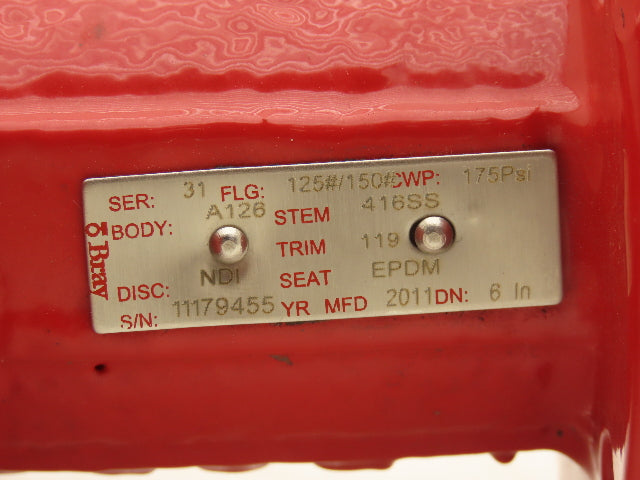 Bray
SER: 31 FLG: 125#/150# CWP: 175Psi
BODY: A126 STEM 416SS
TRIM 119
DISC: NDI SEAT EPDM
S/N: 11179455 YR MFD 2011 DN: 6 In